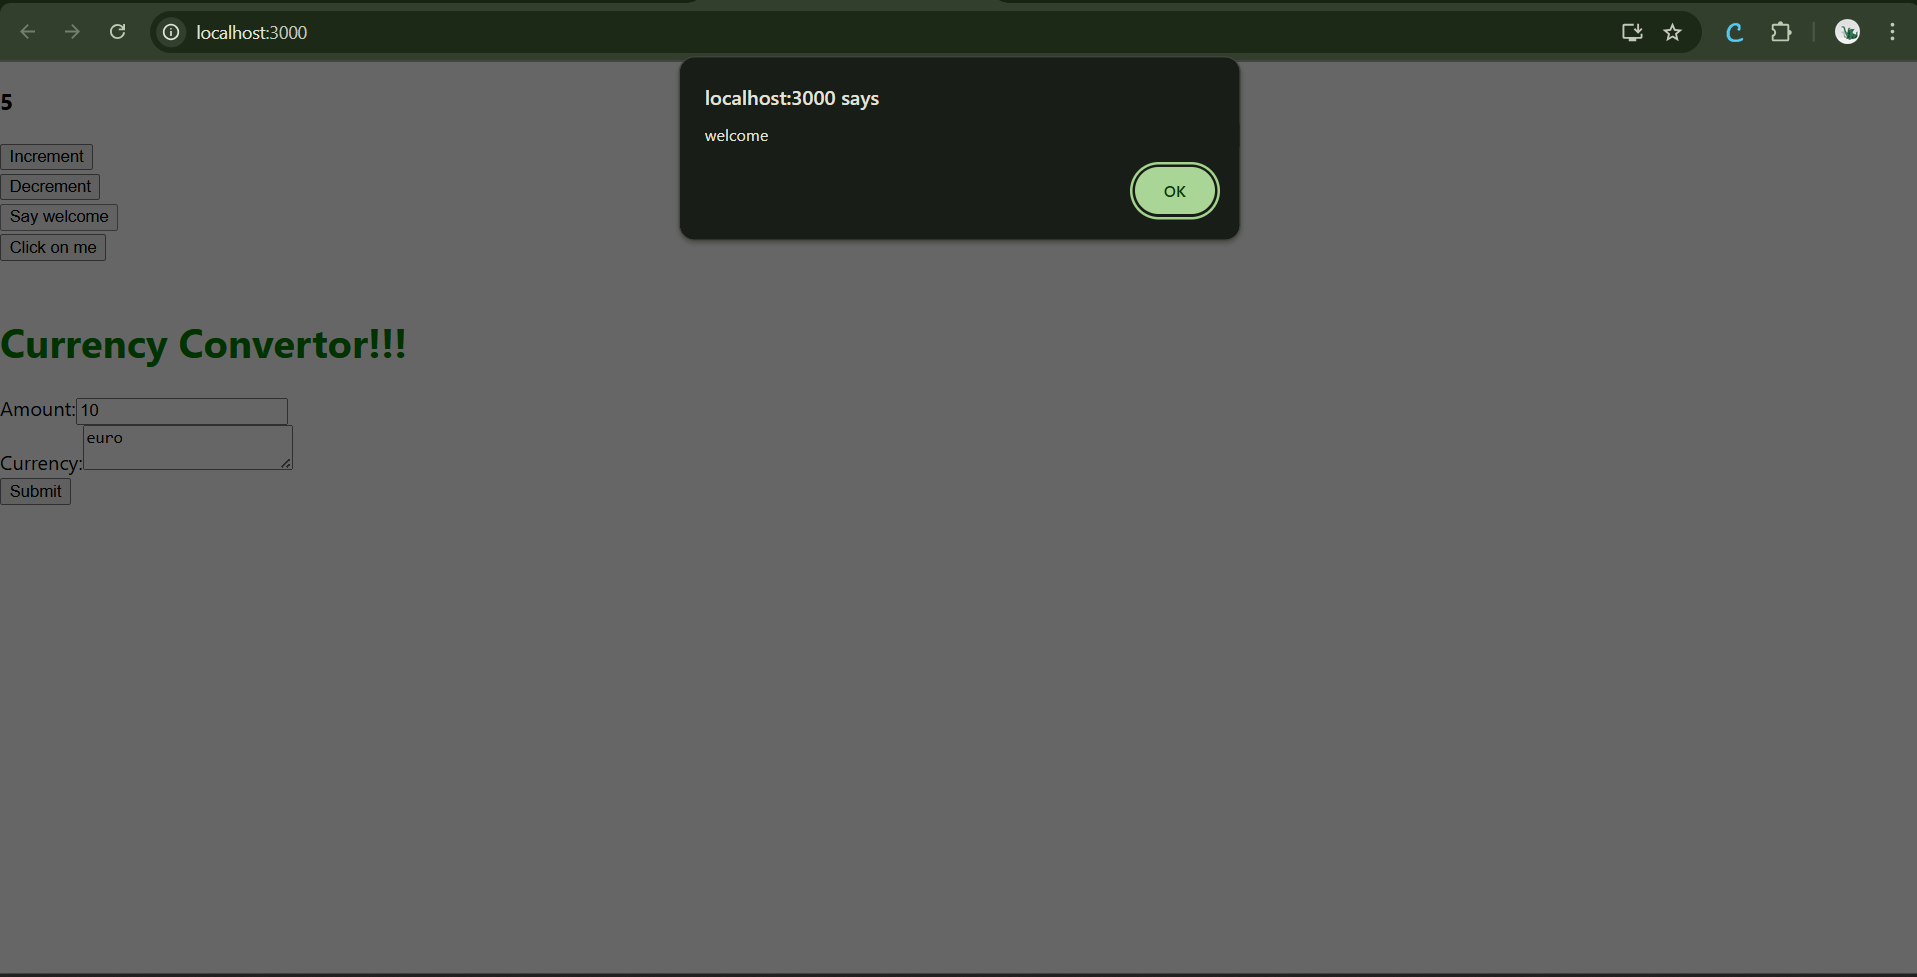 localhost:3000
localhost:3000 says
welcome
OK
5
Increment
Decrement
Say welcome
Click on me
Currency Convertor!!!
Amount:10
euro
Currency:
Submit